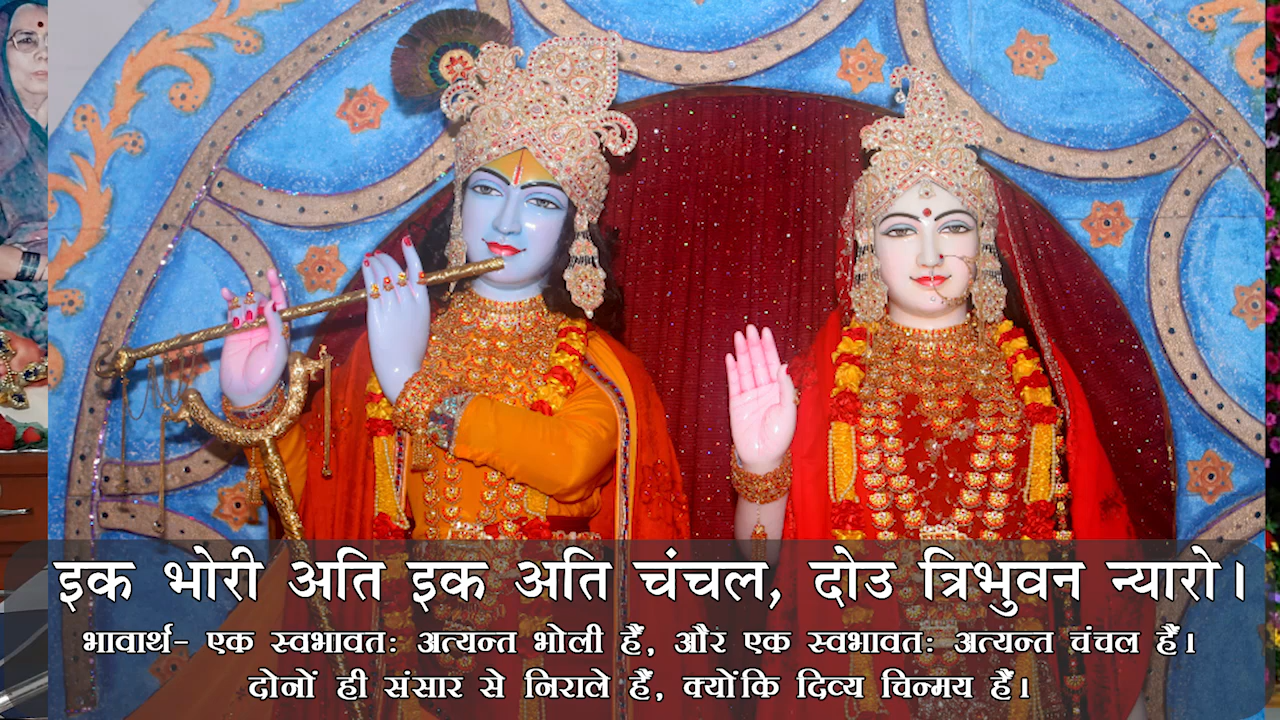 इक भोरी अति इक अति चंचल, दोउ त्रिभुवन न्यारो।
भावार्थ- एक स्वभावतः अत्यन्त भोली हैं, और एक स्वभावतः अत्यन्त चंचल हैं।
दोनों ही संसार से निराले हैं, क्योंकि दिव्य चिन्मय हैं।